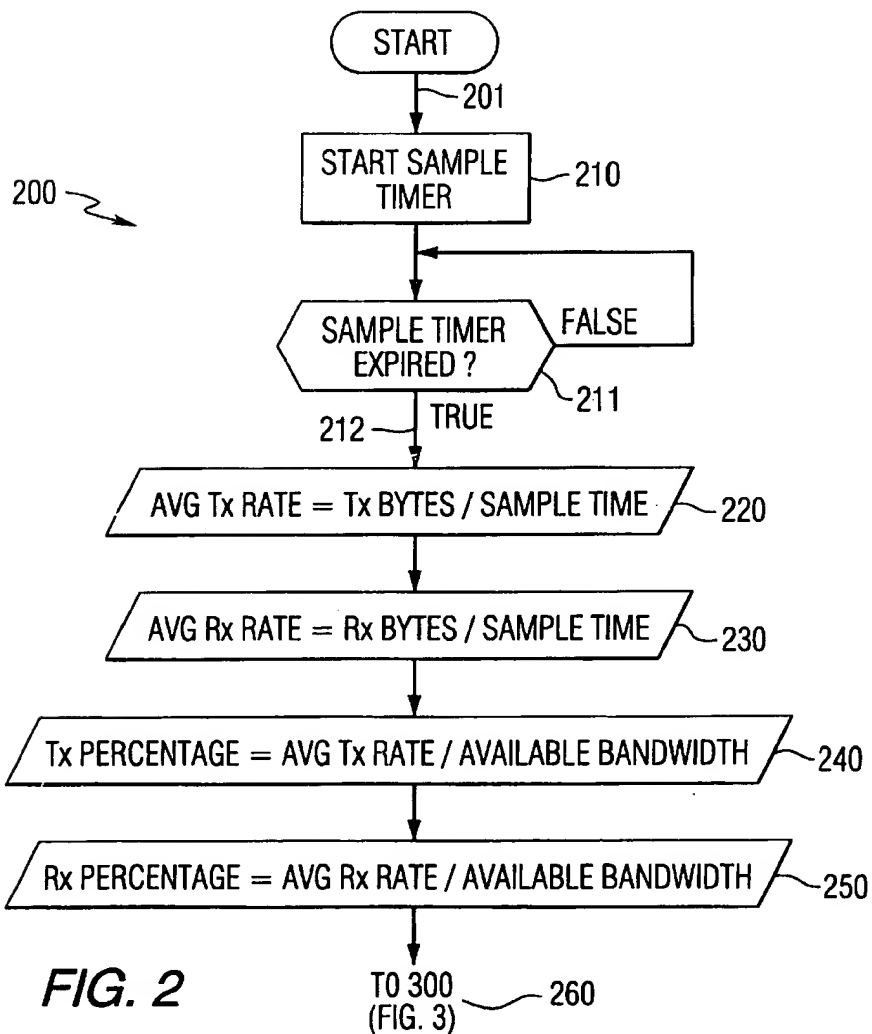 START
201
START SAMPLE
TIMER
210
200
SAMPLE TIMER
EXPIRED ?
FALSE
211
212
TRUE
AVG Tx RATE = Tx BYTES / SAMPLE TIME
220
AVG Rx RATE = Rx BYTES / SAMPLE TIME
230
Tx PERCENTAGE = AVG Tx RATE / AVAILABLE BANDWIDTH
240
Rx PERCENTAGE = AVG Rx RATE / AVAILABLE BANDWIDTH
250
FIG. 2
TO 300
(FIG. 3)
260